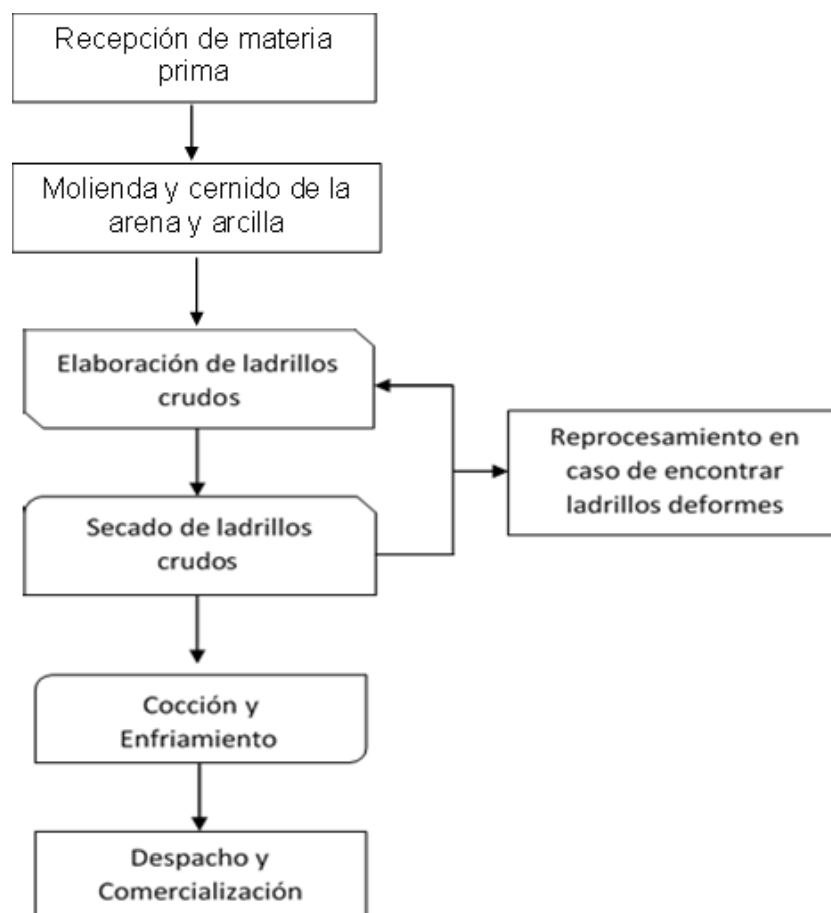 Recepción de materia
prima
Molienda y cernido de la
arena y arcilla
Elaboración de ladrillos
crudos
Reprocesamiento en
caso de encontrar
ladrillos deformes
Secado de ladrillos
crudos
Cocción y
Enfriamiento
Despacho y
Comercialización